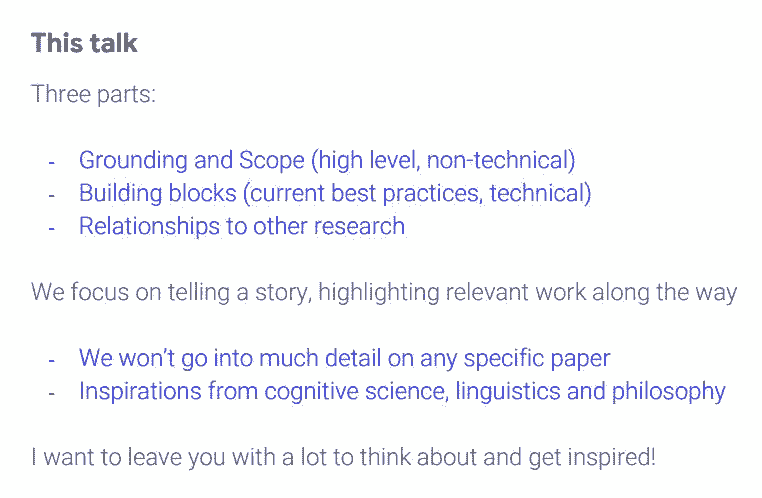 This talk
Three parts:
- Grounding and Scope (high level, non-technical)
- Building blocks (current best practices, technical)
- Relationships to other research
We focus on telling a story, highlighting relevant work along the way
- We won't go into much detail on any specific paper
- Inspirations from cognitive science, linguistics and philosophy
I want to leave you with a lot to think about and get inspired!